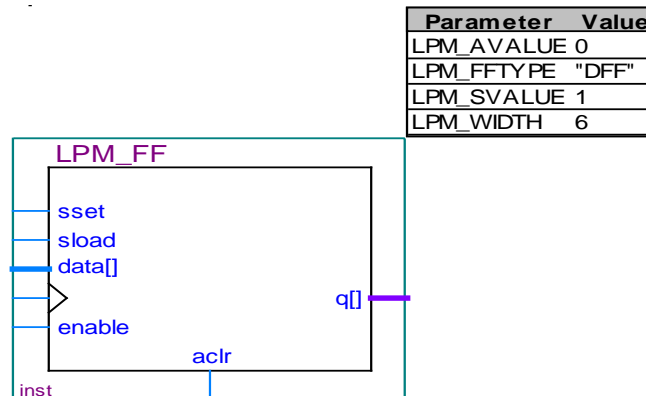 Parameter Value
LPM_AVALUE 0
LPM_FFTYPE "DFF"
LPM_SVALUE 1
LPM_WIDTH 6
LPM_FF
sset
sload
data[]
q[]
enable
aclr
inst